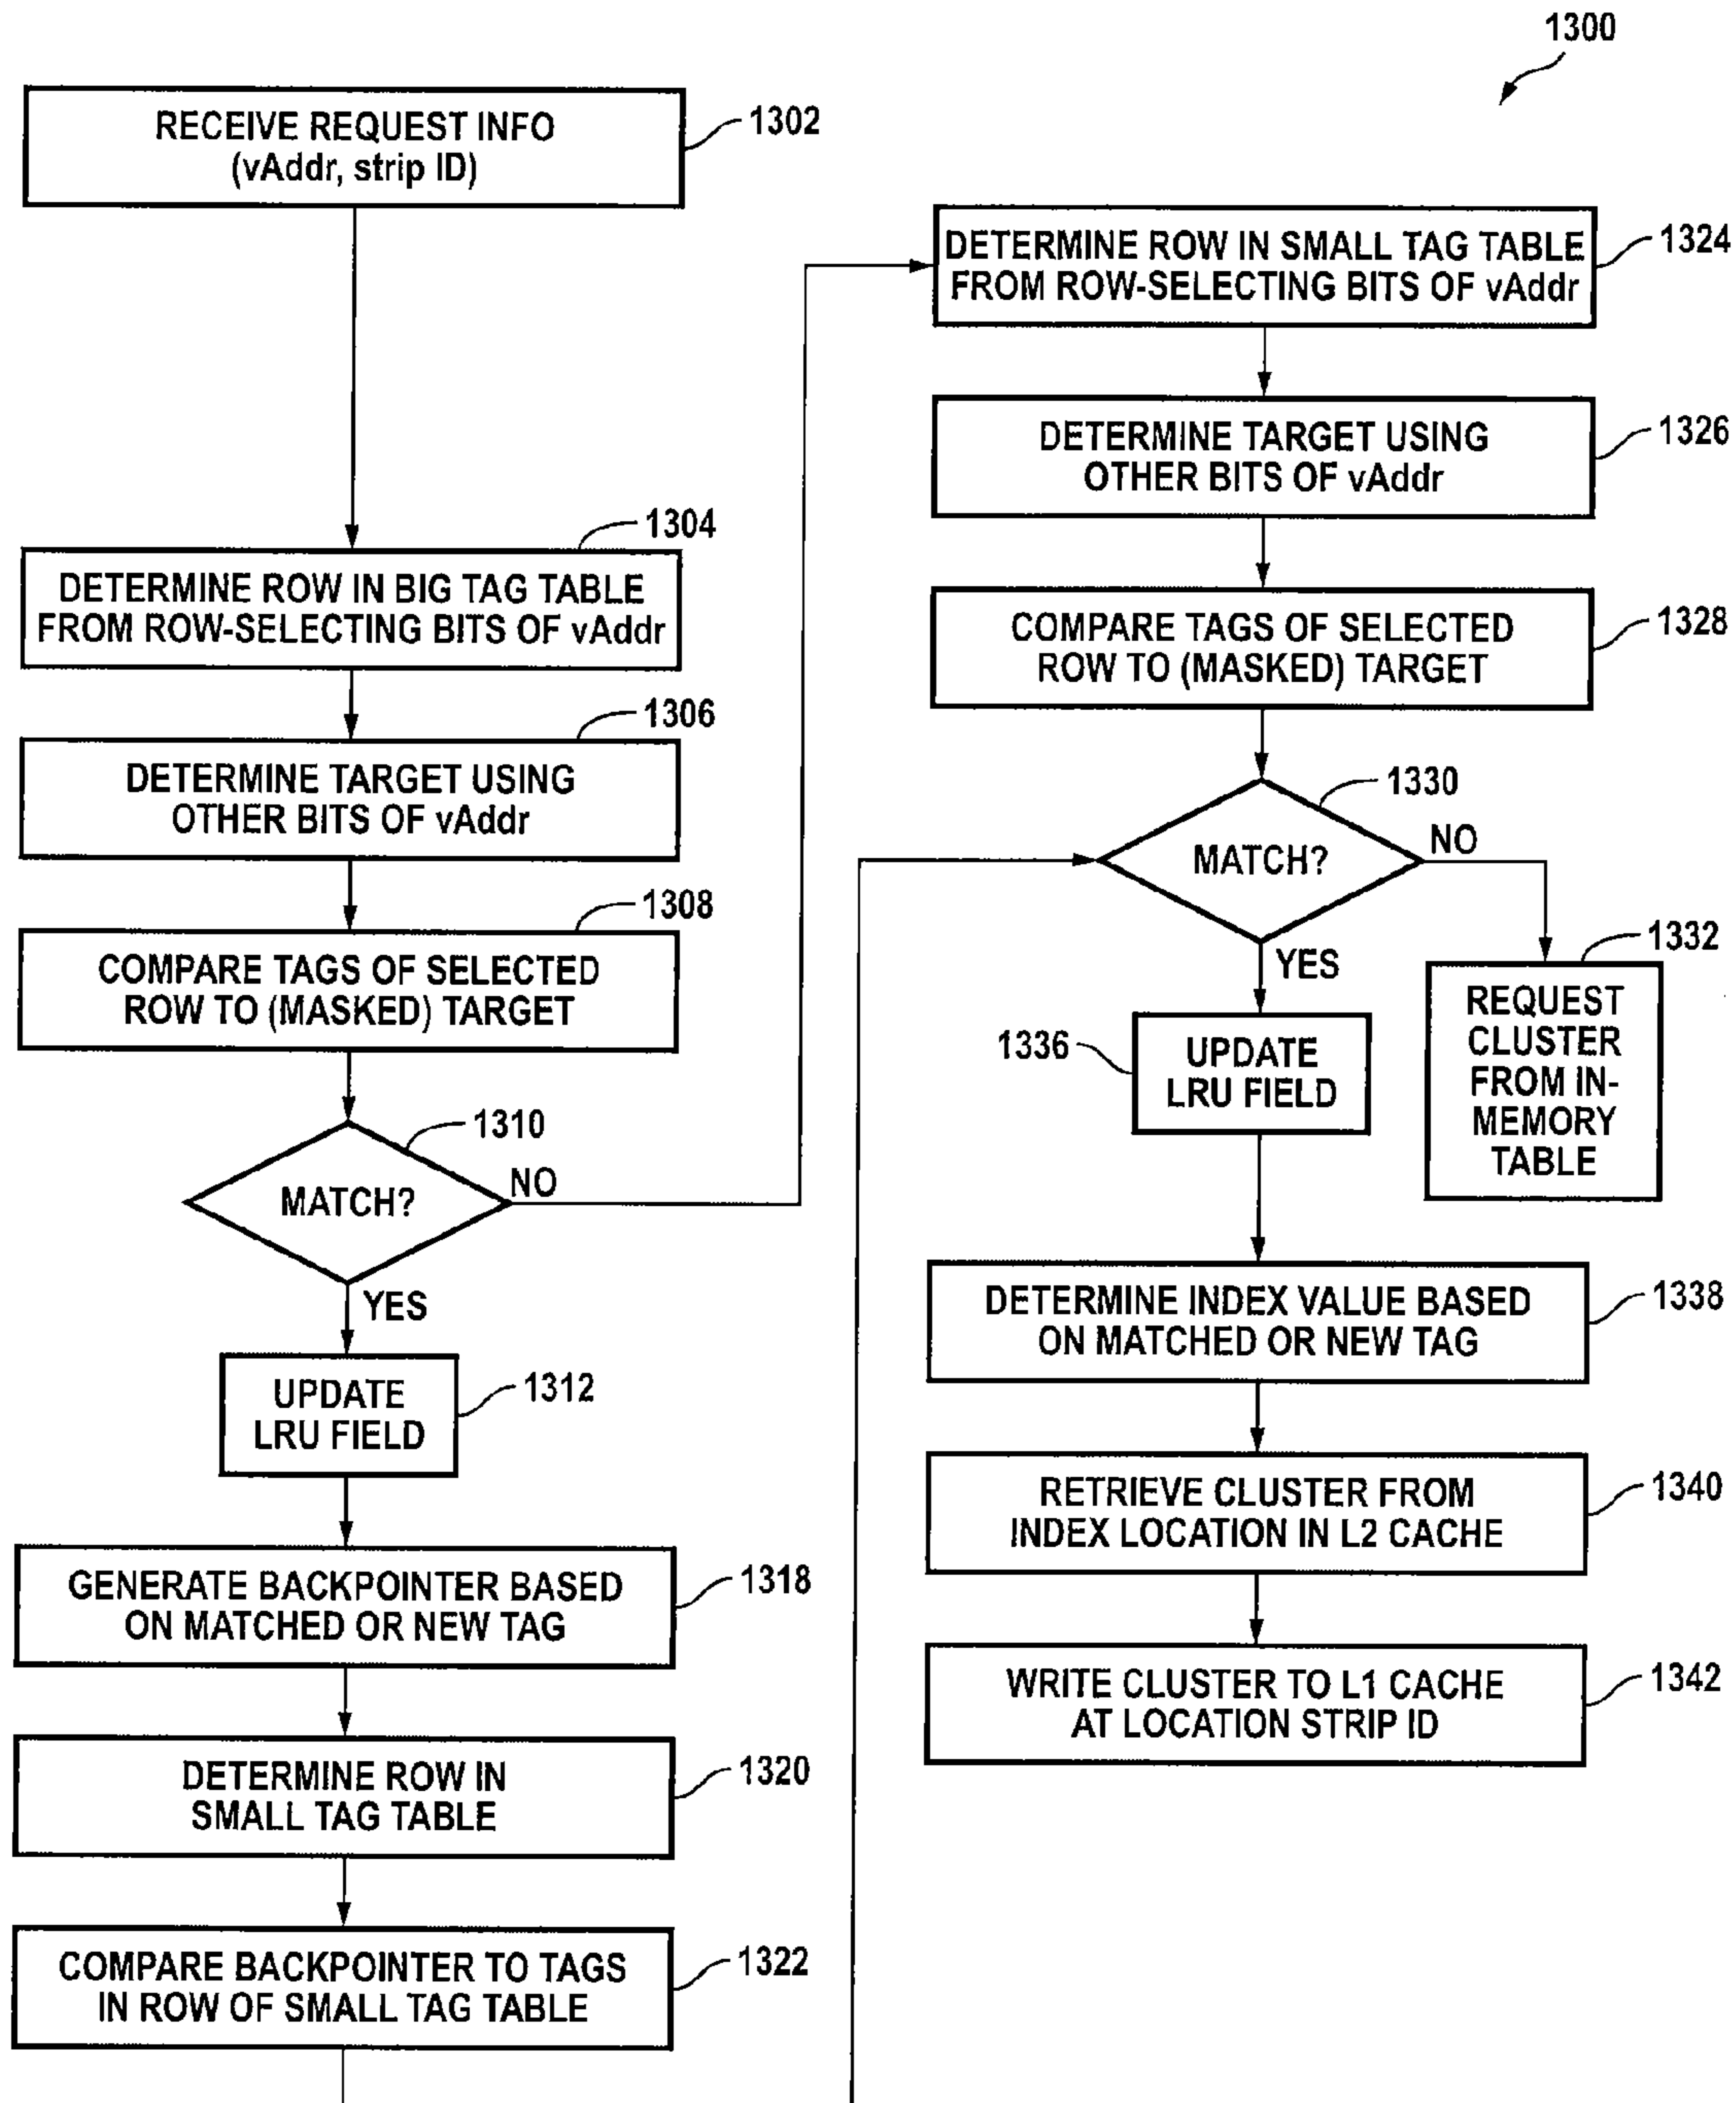 1300
RECEIVE REQUEST INFO
(vAddr, strip ID)
1302
DETERMINE ROW IN BIG TAG TABLE
FROM ROW-SELECTING BITS OF vAddr
1304
DETERMINE TARGET USING
OTHER BITS OF vAddr
1306
COMPARE TAGS OF SELECTED
ROW TO (MASKED) TARGET
1308
MATCH?
1310
NO
YES
UPDATE
LRU FIELD
1312
GENERATE BACKPOINTER BASED
ON MATCHED OR NEW TAG
1318
DETERMINE ROW IN
SMALL TAG TABLE
1320
COMPARE BACKPOINTER TO TAGS
IN ROW OF SMALL TAG TABLE
1322
DETERMINE ROW IN SMALL TAG TABLE
FROM ROW-SELECTING BITS OF vAddr
1324
DETERMINE TARGET USING
OTHER BITS OF vAddr
1326
COMPARE TAGS OF SELECTED
ROW TO (MASKED) TARGET
1328
MATCH?
1330
NO
YES
1332
REQUEST
CLUSTER
FROM IN-
MEMORY
TABLE
1336
UPDATE
LRU FIELD
DETERMINE INDEX VALUE BASED
ON MATCHED OR NEW TAG
1338
RETRIEVE CLUSTER FROM
INDEX LOCATION IN L2 CACHE
1340
WRITE CLUSTER TO L1 CACHE
AT LOCATION STRIP ID
1342